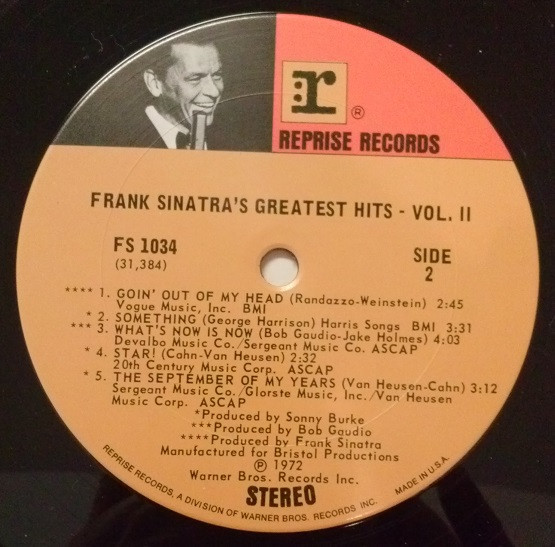 r ®
REPRISE RECORDS
FRANK SINATRA'S GREATEST HITS - VOL. II
FS 1034
(31,384)
SIDE
2
**** 1. GOIN' OUT OF MY HEAD (Randazzo-Weinstein) 2:45
Vogue Music, Inc. BMI
* 2. SOMETHING (George Harrison) Harris Songs BMI 3:31
*** 3. WHAT'S NOW IS NOW (Bob Gaudio-Jake Holmes) 4:03
Devalbo Music Co./Sergeant Music Co. ASCAP
* 4. STAR! (Cahn-Van Heusen) 2:32
20th Century Music Corp. ASCAP
* 5. THE SEPTEMBER OF MY YEARS (Van Heusen-Cahn) 3:12
Sergeant Music Co./Glorste Music, Inc./Van Heusen
Music Corp. ASCAP
*Produced by Sonny Burke
***Produced by Bob Gaudio
****Produced by Frank Sinatra
Manufactured for Bristol Productions
℗ 1972
Warner Bros. Records Inc.
STEREO
REPRISE RECORDS, A DIVISION OF WARNER BROS. RECORDS INC. MADE IN U.S.A.